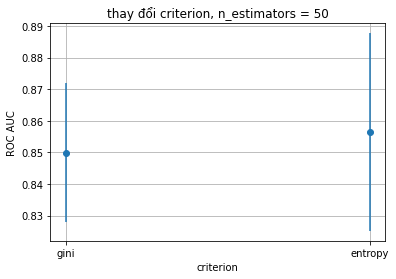 thay đổi criterion, n_estimators = 50
0.89
0.88
0.87
0.86
0.85
0.84
0.83
ROC AUC
gini
entropy
criterion